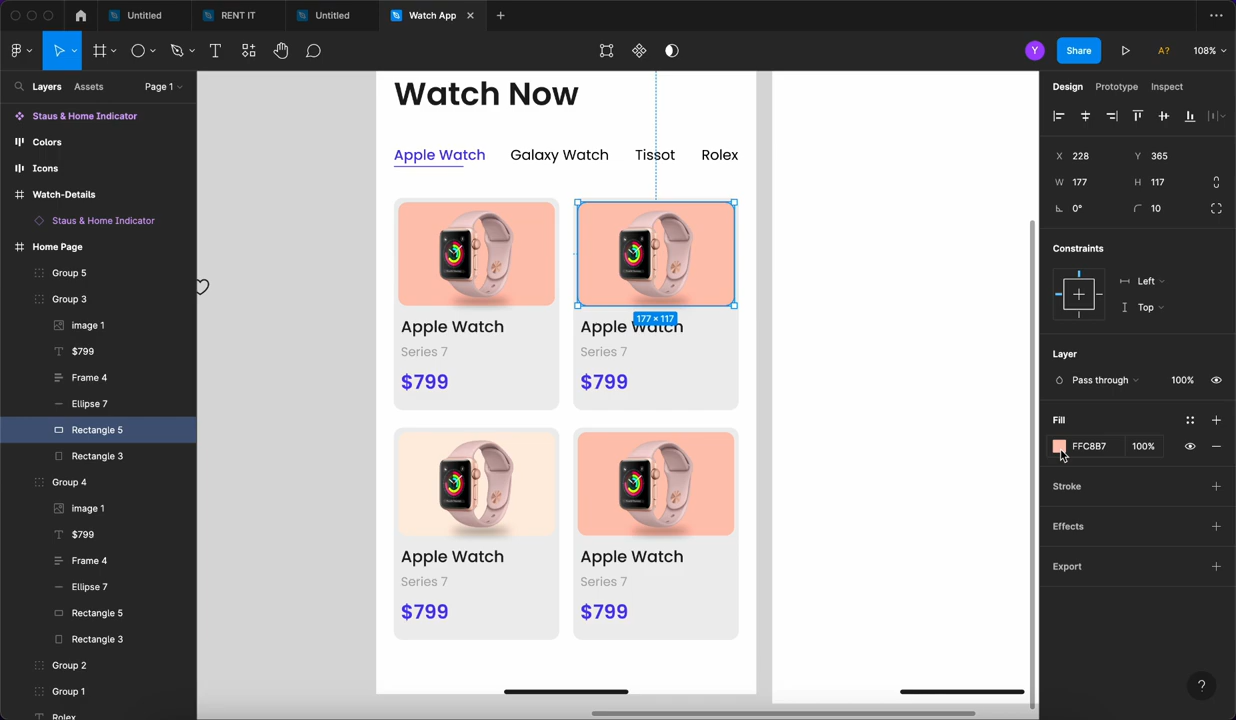 Untitled
RENT IT
Untitled
Watch App
Y
Share
A?
108%
Layers
Assets
Page 1
Design
Prototype
Inspect
Staus & Home Indicator
Colors
Icons
Watch-Details
Staus & Home Indicator
Home Page
Group 5
Group 3
image 1
$799
Frame 4
Ellipse 7
Rectangle 5
Rectangle 3
Group 4
image 1
$799
Frame 4
Ellipse 7
Rectangle 5
Rectangle 3
Group 2
Group 1
Rolex
Watch Now
Apple Watch
Galaxy Watch
Tissot
Rolex
Apple Watch
Series 7
$799
177 × 117
Apple Watch
Series 7
$799
Apple Watch
Series 7
$799
Apple Watch
Series 7
$799
X 228
Y 365
W 177
H 117
0°
10
Constraints
Left
Top
Layer
Pass through
100%
Fill
FFC8B7
100%
Stroke
Effects
Export
?